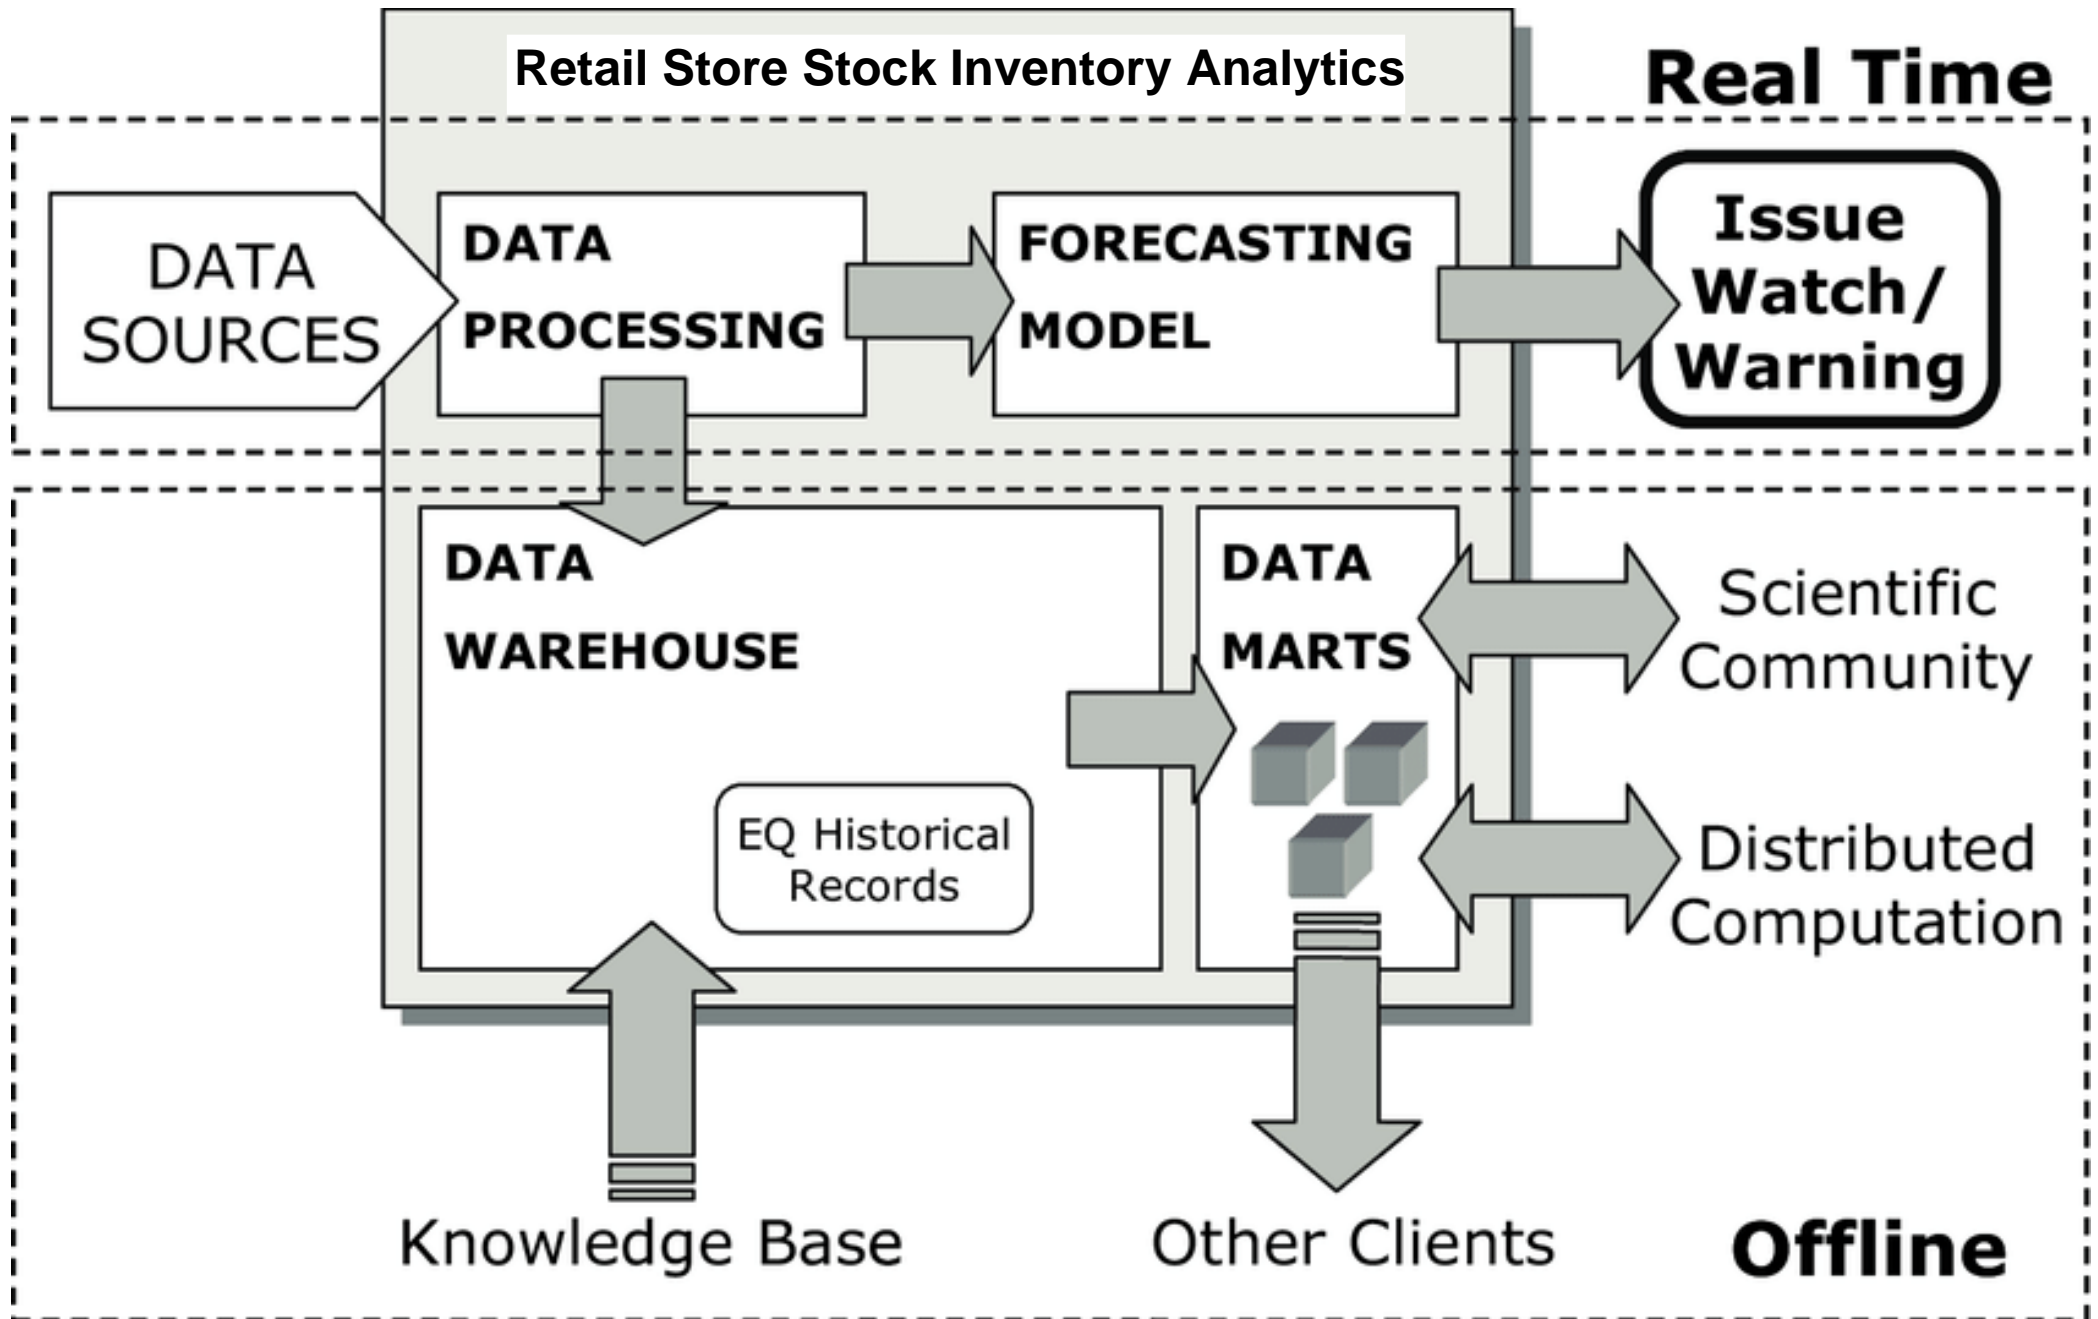 Retail Store Stock Inventory Analytics
Real Time
DATA
SOURCES
DATA
PROCESSING
FORECASTING
MODEL
Issue
Watch/
Warning
DATA
WAREHOUSE
EQ Historical
Records
DATA
MARTS
Scientific
Community
Distributed
Computation
Knowledge Base
Other Clients
Offline